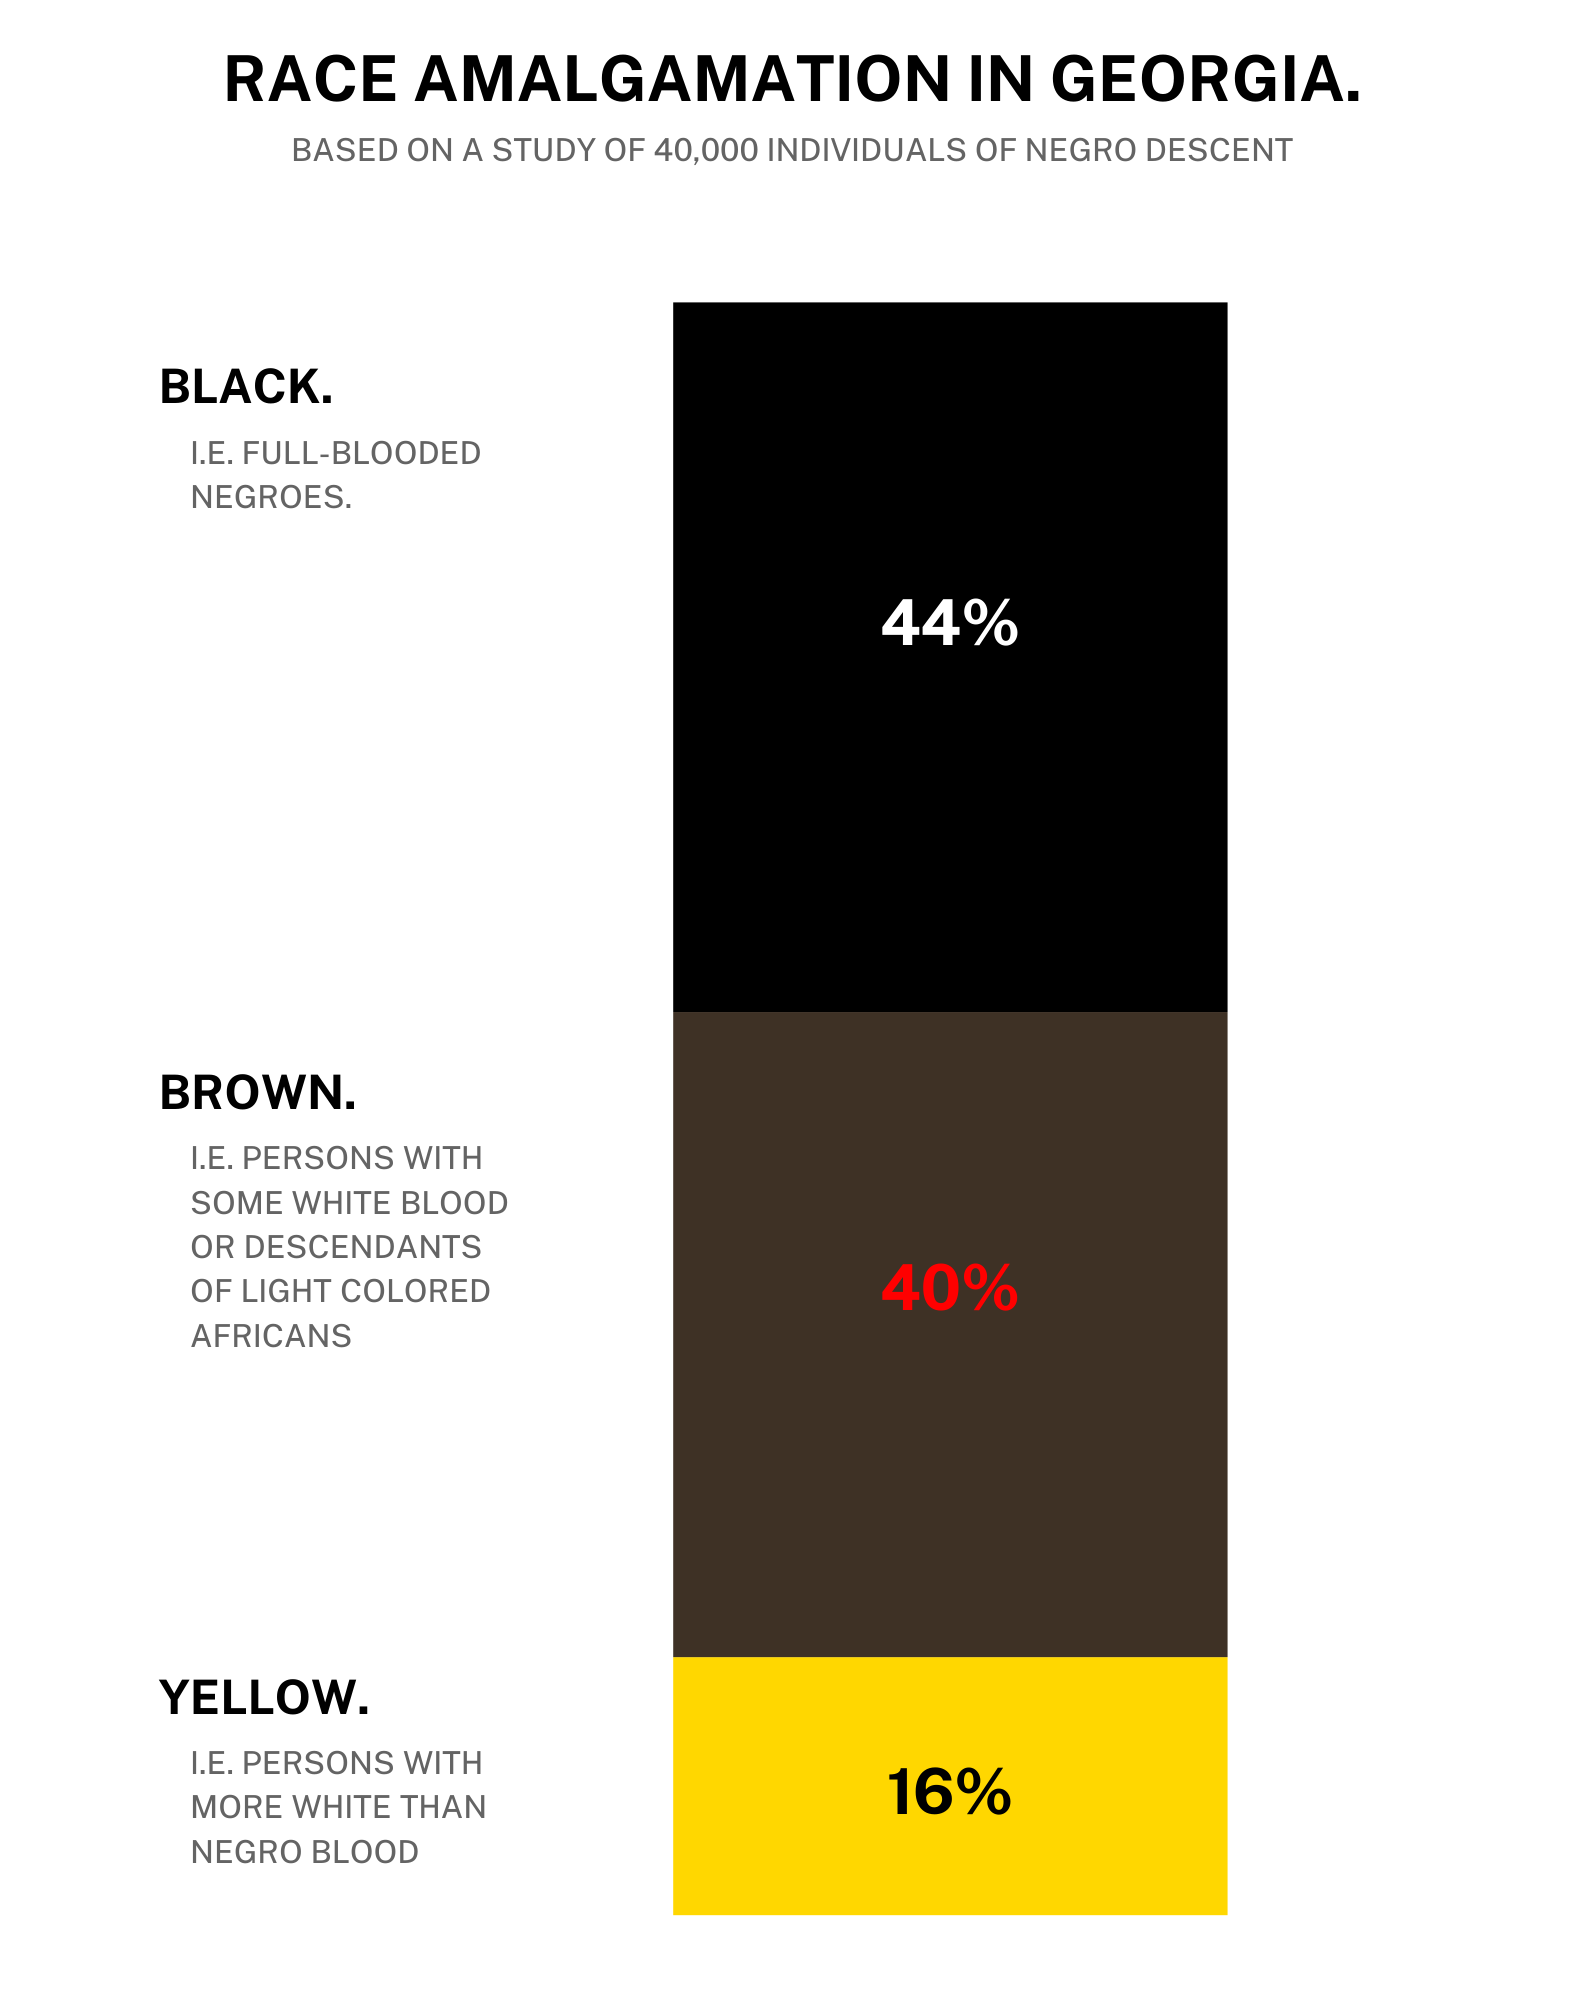 RACE AMALGAMATION IN GEORGIA.
BASED ON A STUDY OF 40,000 INDIVIDUALS OF NEGRO DESCENT
BLACK.
I.E. FULL-BLOODED
NEGROES.
44%
BROWN.
I.E. PERSONS WITH
SOME WHITE BLOOD
OR DESCENDANTS
OF LIGHT COLORED
AFRICANS
40%
YELLOW.
I.E. PERSONS WITH
MORE WHITE THAN
NEGRO BLOOD
16%